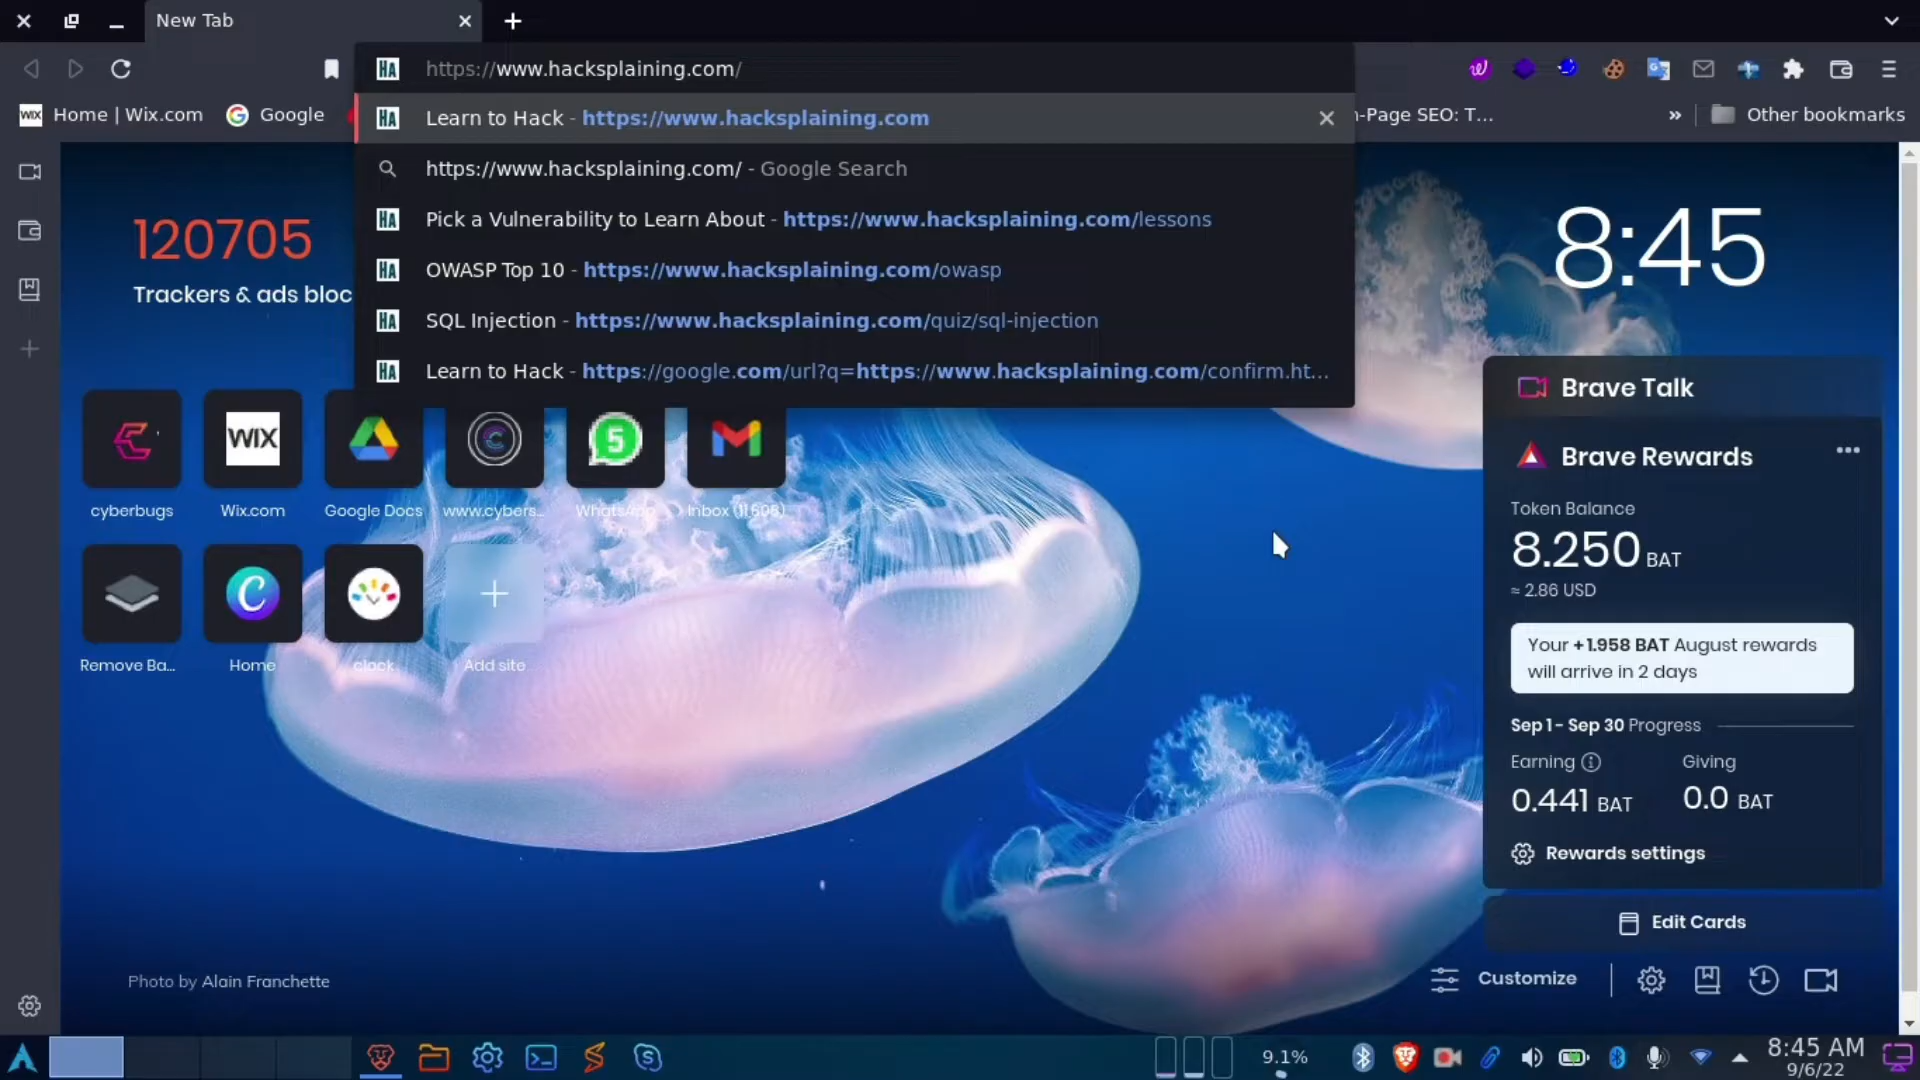 New Tab
https://www.hacksplaining.com/
Home | Wix.com
Google
n-Page SEO: T...
»
Other bookmarks
Learn to Hack - https://www.hacksplaining.com
https://www.hacksplaining.com/ - Google Search
Pick a Vulnerability to Learn About - https://www.hacksplaining.com/lessons
OWASP Top 10 - https://www.hacksplaining.com/owasp
SQL Injection - https://www.hacksplaining.com/quiz/sql-injection
Learn to Hack - https://google.com/url?q=https://www.hacksplaining.com/confirm.ht...
120705
Trackers & ads bloc
8:45
WIX
5
cyberbugs
Wix.com
Google Docs
www.cybers...
WhatsApp
Inbox (11,605)...
Remove Ba...
Home
clock
Add site
Brave Talk
Brave Rewards
Token Balance
8.250 BAT
≈ 2.86 USD
Your +1.958 BAT August rewards
will arrive in 2 days
Sep 1 - Sep 30 Progress
Earning
Giving
0.441 BAT
0.0 BAT
Rewards settings
Edit Cards
Customize
Photo by Alain Franchette
9.1%
8:45 AM
9/6/22